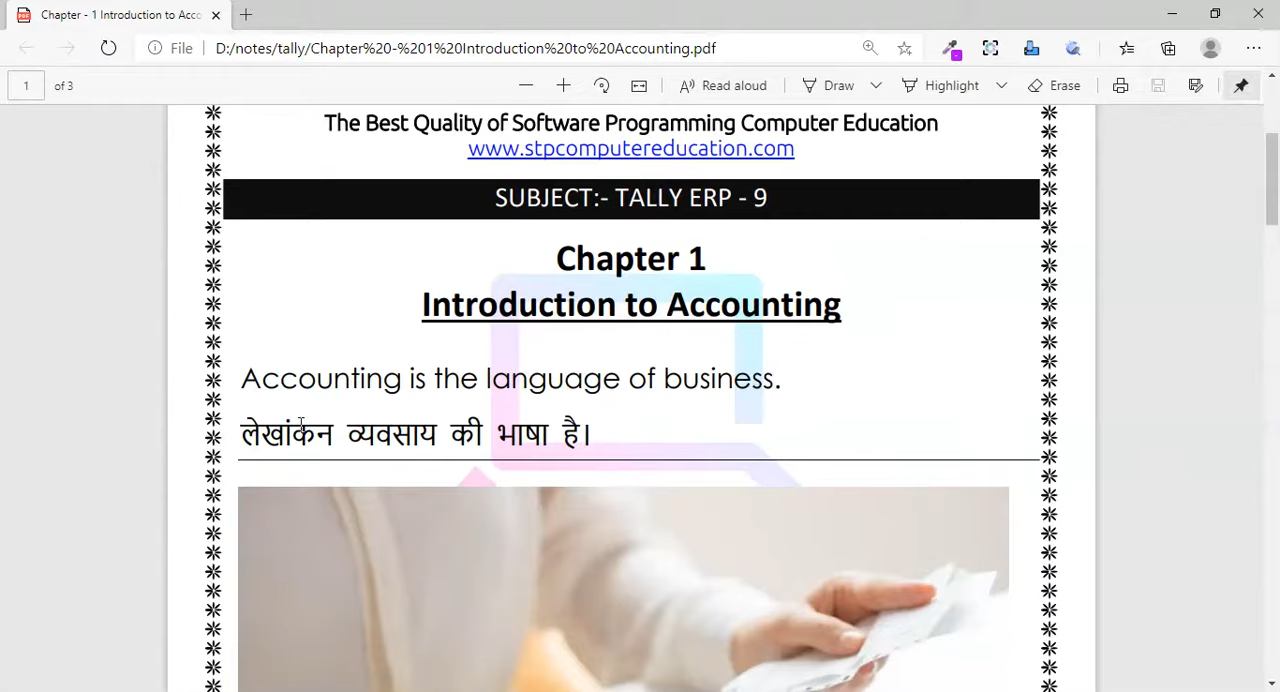 Chapter - 1 Introduction to Acco
File
D:/notes/tally/Chapter%20-%201%20Introduction%20to%20Accounting.pdf
1 of 3
Read aloud
Draw
Highlight
Erase
The Best Quality of Software Programming Computer Education
www.stpcomputereducation.com
SUBJECT:- TALLY ERP - 9
Chapter 1
Introduction to Accounting
Accounting is the language of business.
लेखांकन व्यवसाय की भाषा है।